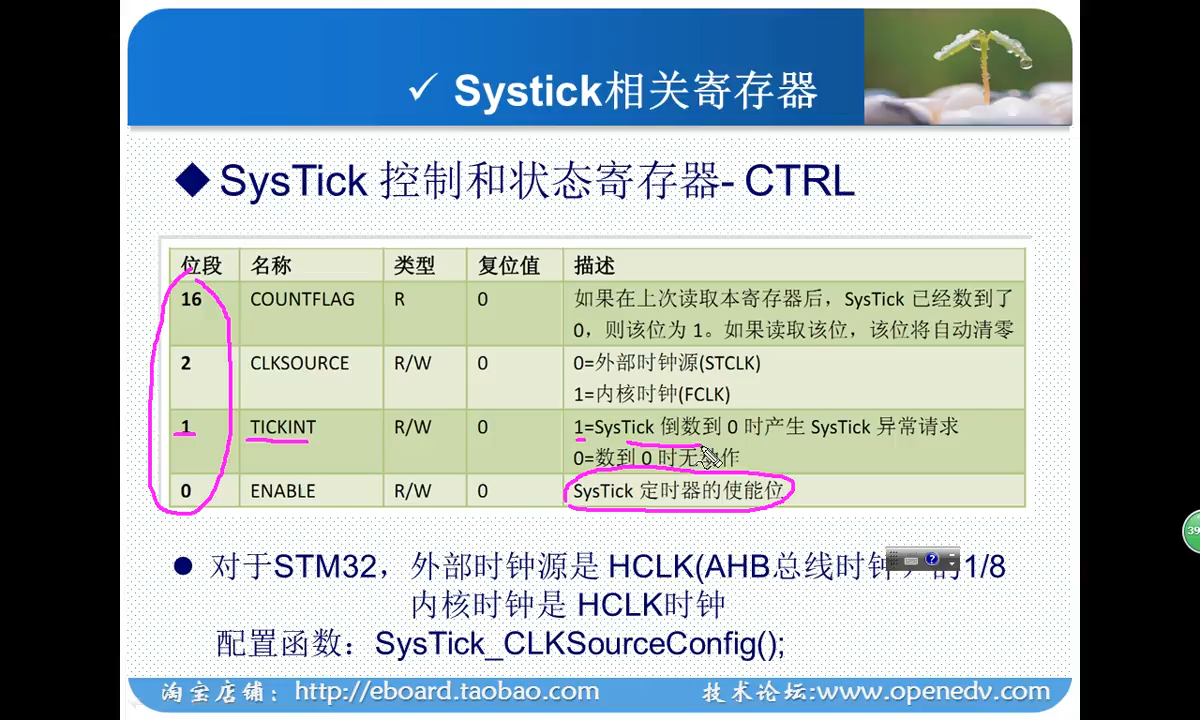 ✓ Systick相关寄存器
◆ SysTick 控制和状态寄存器- CTRL
位段 名称 类型 复位值 描述
16 COUNTFLAG R 0 如果在上次读取本寄存器后，SysTick 已经数到了
0，则该位为 1。如果读取该位，该位将自动清零
2 CLKSOURCE R/W 0 0=外部时钟源(STCLK)
1=内核时钟(FCLK)
1 TICKINT R/W 0 1=SysTick 倒数到 0 时产生 SysTick 异常请求
0=数到 0 时无动作
0 ENABLE R/W 0 SysTick 定时器的使能位
● 对于STM32，外部时钟源是 HCLK(AHB总线时钟）的1/8
内核时钟是 HCLK时钟
配置函数：SysTick_CLKSourceConfig();
淘宝店铺：http://eboard.taobao.com 技术论坛:www.openedv.com
39